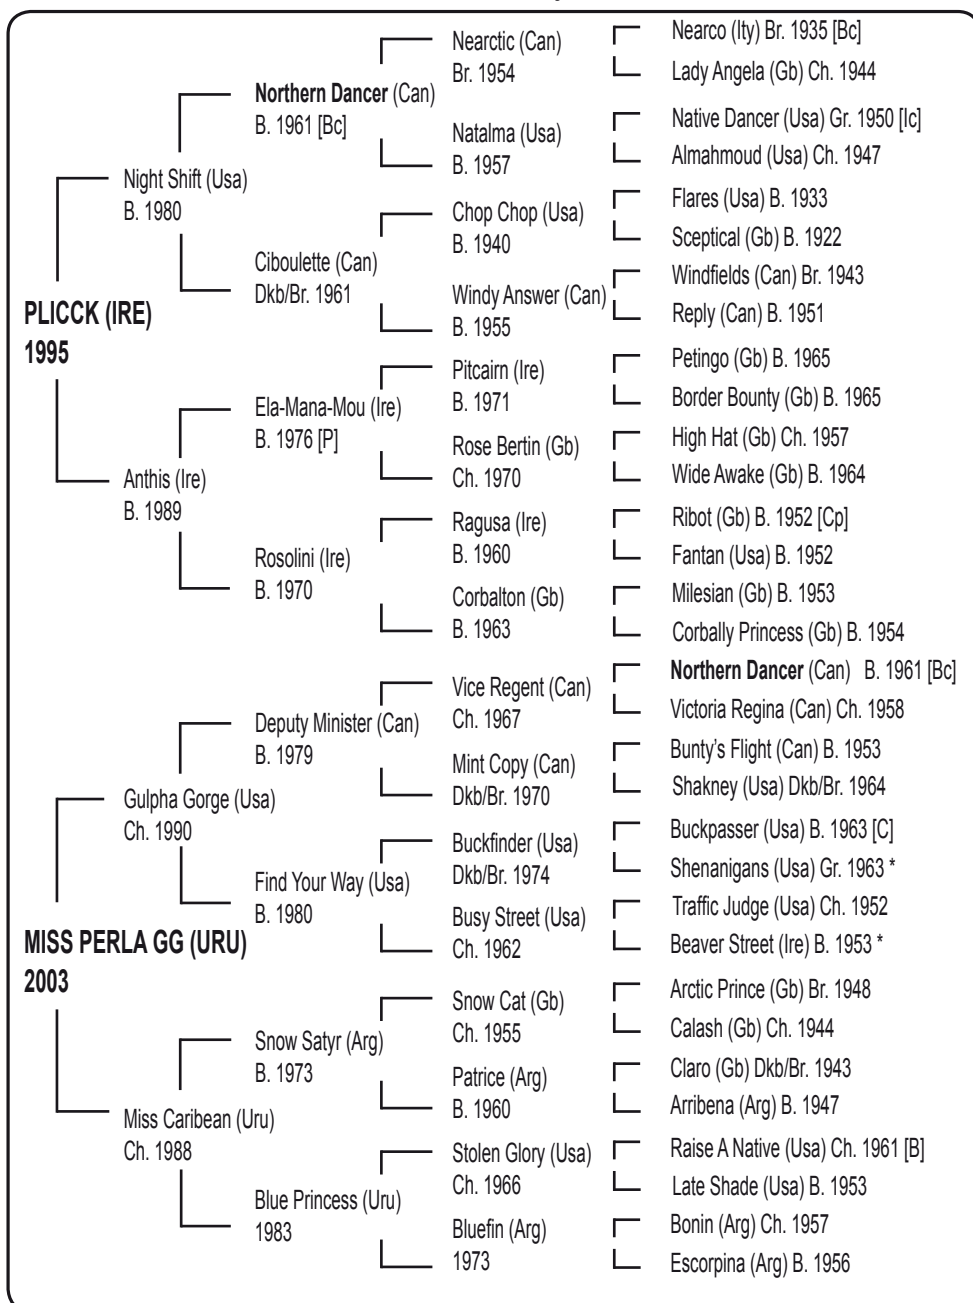 Nearco (Ity) Br. 1935 [Bc]
Nearctic (Can)
Br. 1954
Lady Angela (Gb) Ch. 1944
Northern Dancer (Can)
B. 1961 [Bc]
Native Dancer (Usa) Gr. 1950 [Ic]
Natalma (Usa)
B. 1957
Almahmoud (Usa) Ch. 1947
Night Shift (Usa)
B. 1980
Flares (Usa) B. 1933
Chop Chop (Usa)
B. 1940
Sceptical (Gb) B. 1922
Ciboulette (Can)
Dkb/Br. 1961
Windfields (Can) Br. 1943
Windy Answer (Can)
B. 1955
Reply (Can) B. 1951
PLICCK (IRE)
1995
Petingo (Gb) B. 1965
Pitcairn (Ire)
B. 1971
Border Bounty (Gb) B. 1965
Ela-Mana-Mou (Ire)
B. 1976 [P]
High Hat (Gb) Ch. 1957
Rose Bertin (Gb)
Ch. 1970
Wide Awake (Gb) B. 1964
Anthis (Ire)
B. 1989
Ribot (Gb) B. 1952 [Cp]
Ragusa (Ire)
B. 1960
Fantan (Usa) B. 1952
Rosolini (Ire)
B. 1970
Milesian (Gb) B. 1953
Corbalton (Gb)
B. 1963
Corbally Princess (Gb) B. 1954
Northern Dancer (Can) B. 1961 [Bc]
Vice Regent (Can)
Ch. 1967
Victoria Regina (Can) Ch. 1958
Deputy Minister (Can)
B. 1979
Bunty's Flight (Can) B. 1953
Mint Copy (Can)
Dkb/Br. 1970
Shakney (Usa) Dkb/Br. 1964
Gulpha Gorge (Usa)
Ch. 1990
Buckpasser (Usa) B. 1963 [C]
Buckfinder (Usa)
Dkb/Br. 1974
Shenanigans (Usa) Gr. 1963 *
Find Your Way (Usa)
B. 1980
Traffic Judge (Usa) Ch. 1952
Busy Street (Usa)
Ch. 1962
Beaver Street (Ire) B. 1953 *
MISS PERLA GG (URU)
2003
Arctic Prince (Gb) Br. 1948
Snow Cat (Gb)
Ch. 1955
Calash (Gb) Ch. 1944
Snow Satyr (Arg)
B. 1973
Claro (Gb) Dkb/Br. 1943
Patrice (Arg)
B. 1960
Arribena (Arg) B. 1947
Miss Caribean (Uru)
Ch. 1988
Raise A Native (Usa) Ch. 1961 [B]
Stolen Glory (Usa)
Ch. 1966
Late Shade (Usa) B. 1953
Blue Princess (Uru)
1983
Bonin (Arg) Ch. 1957
Bluefin (Arg)
1973
Escorpina (Arg) B. 1956